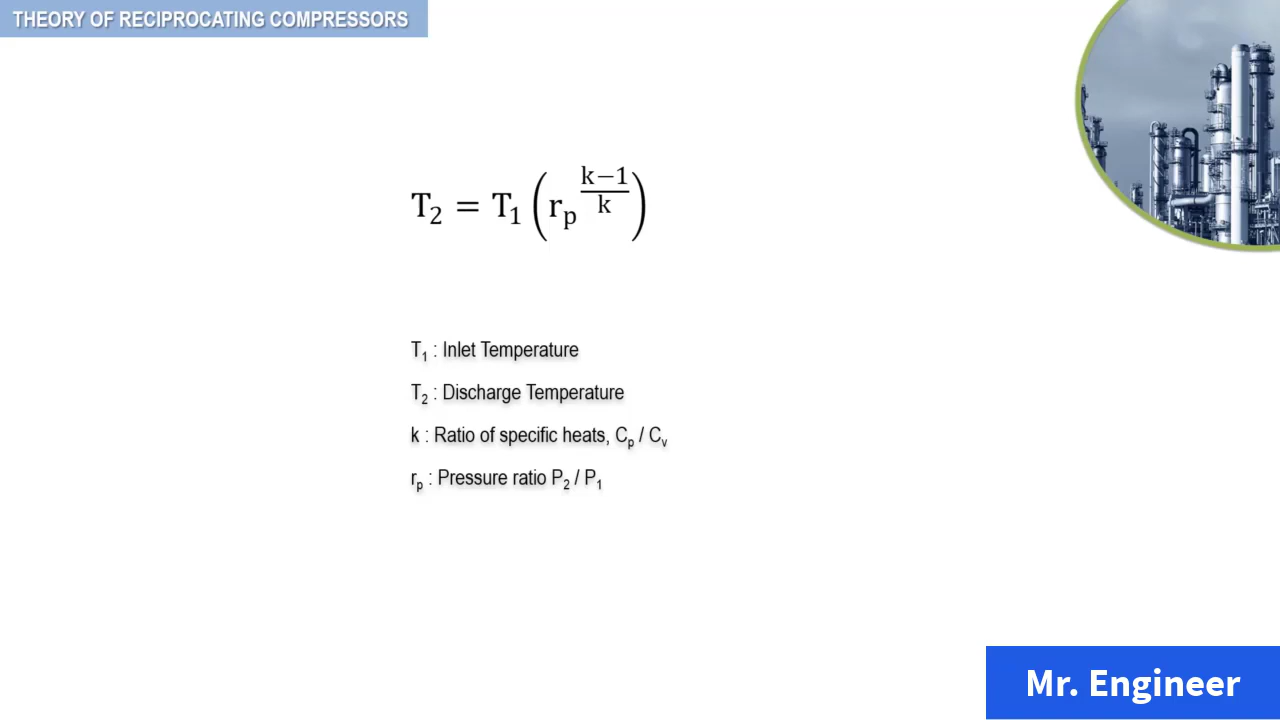 THEORY OF RECIPROCATING COMPRESSORS
T₂ = T₁ (rₚ^((k−1)/k))
T₁ : Inlet Temperature
T₂ : Discharge Temperature
k : Ratio of specific heats, Cₚ / Cᵥ
rₚ : Pressure ratio P₂ / P₁
Mr. Engineer